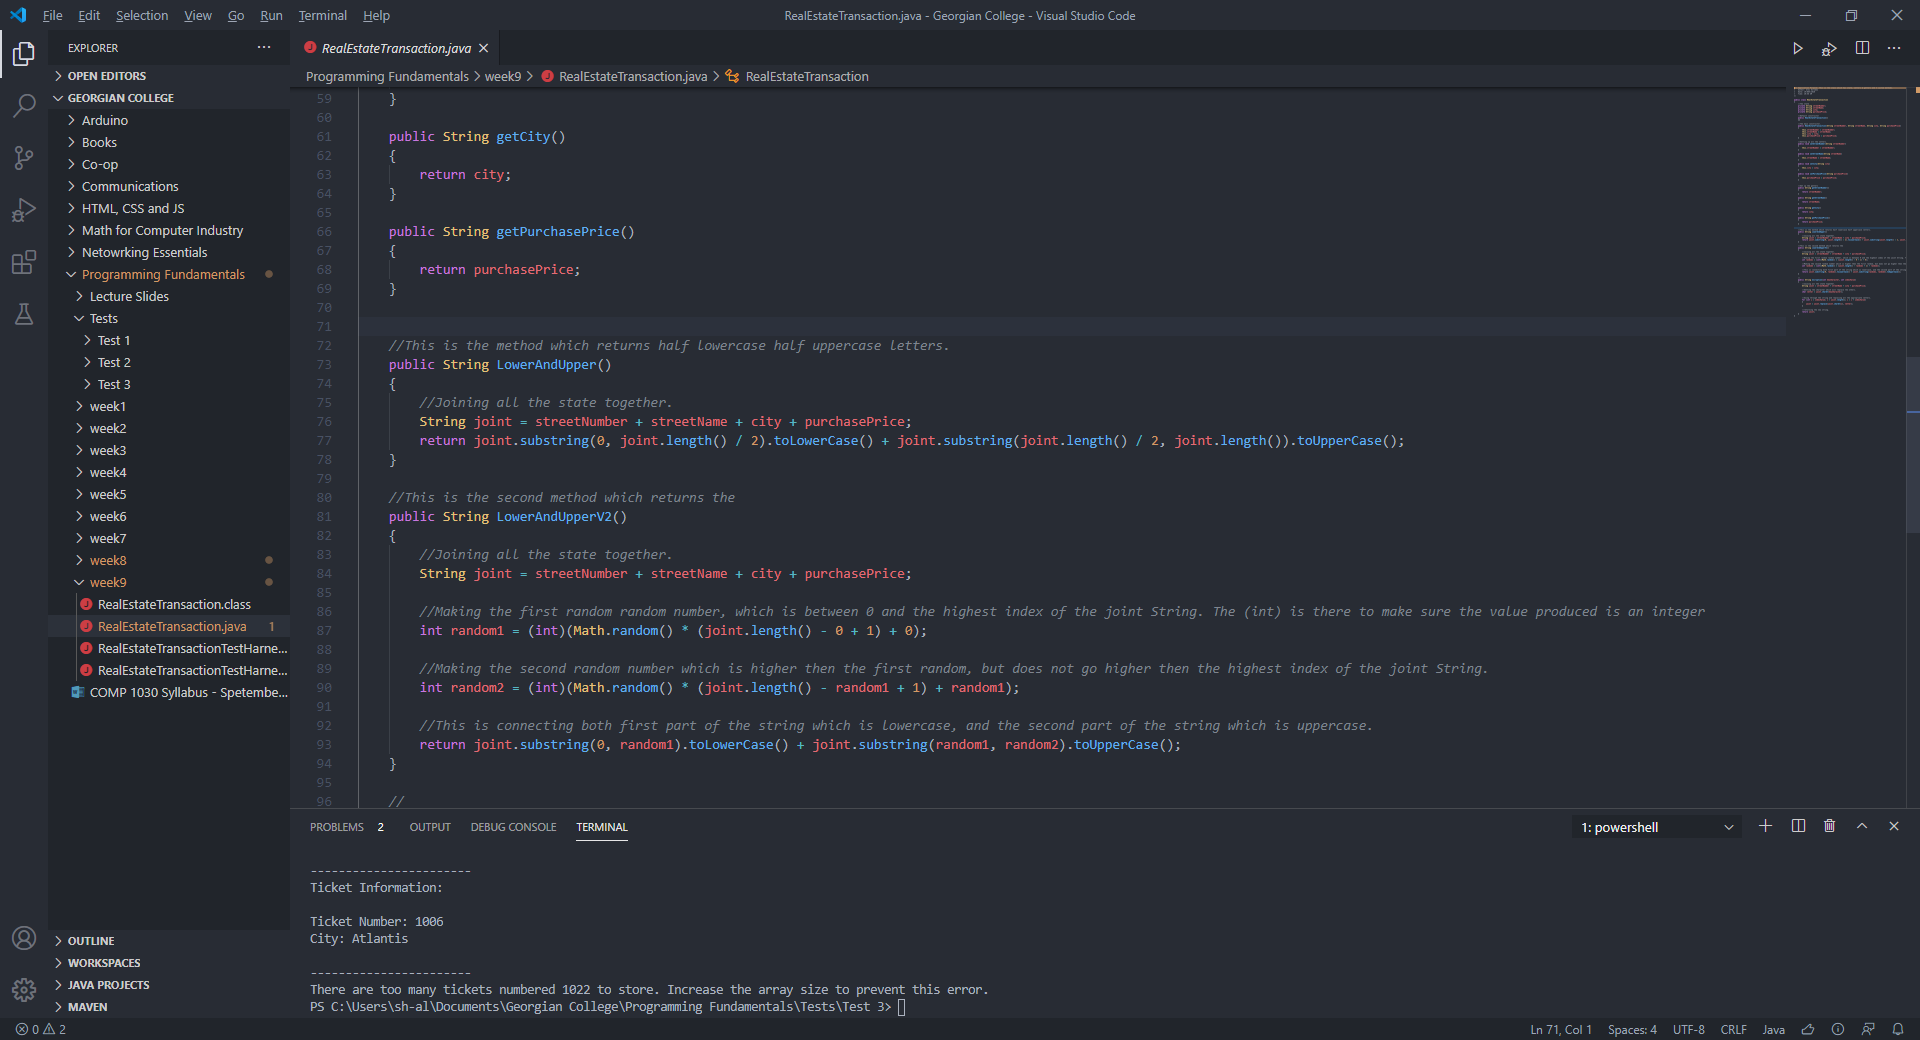 File Edit Selection View Go Run Terminal Help
RealEstateTransaction.java - Georgian College - Visual Studio Code
EXPLORER
OPEN EDITORS
GEORGIAN COLLEGE
Arduino
Books
Co-op
Communications
HTML, CSS and JS
Math for Computer Industry
Netowrking Essentials
Programming Fundamentals
Lecture Slides
Tests
Test 1
Test 2
Test 3
week1
week2
week3
week4
week5
week6
week7
week8
week9
RealEstateTransaction.class
RealEstateTransaction.java 1
RealEstateTransactionTestHarne...
RealEstateTransactionTestHarne...
COMP 1030 Syllabus - Spetembe...
OUTLINE
WORKSPACES
JAVA PROJECTS
MAVEN
RealEstateTransaction.java
Programming Fundamentals > week9 > RealEstateTransaction.java > RealEstateTransaction
59 }
60
61 public String getCity()
62 {
63 return city;
64 }
65
66 public String getPurchasePrice()
67 {
68 return purchasePrice;
69 }
70
71
72 //This is the method which returns half lowercase half uppercase letters.
73 public String LowerAndUpper()
74 {
75 //Joining all the state together.
76 String joint = streetNumber + streetName + city + purchasePrice;
77 return joint.substring(0, joint.length() / 2).toLowerCase() + joint.substring(joint.length() / 2, joint.length()).toUpperCase();
78 }
79
80 //This is the second method which returns the
81 public String LowerAndUpperV2()
82 {
83 //Joining all the state together.
84 String joint = streetNumber + streetName + city + purchasePrice;
85
86 //Making the first random random number, which is between 0 and the highest index of the joint String. The (int) is there to make sure the value produced is an integer
87 int random1 = (int)(Math.random() * (joint.length() - 0 + 1) + 0);
88
89 //Making the second random number which is higher then the first random, but does not go higher then the highest index of the joint String.
90 int random2 = (int)(Math.random() * (joint.length() - random1 + 1) + random1);
91
92 //This is connecting both first part of the string which is lowercase, and the second part of the string which is uppercase.
93 return joint.substring(0, random1).toLowerCase() + joint.substring(random1, random2).toUpperCase();
94 }
95
96 //
PROBLEMS 2 OUTPUT DEBUG CONSOLE TERMINAL
1: powershell
-----------------------
Ticket Information:
Ticket Number: 1006
City: Atlantis
-----------------------
There are too many tickets numbered 1022 to store. Increase the array size to prevent this error.
PS C:\Users\sh-al\Documents\Georgian College\Programming Fundamentals\Tests\Test 3>
0 2
Ln 71, Col 1 Spaces: 4 UTF-8 CRLF Java